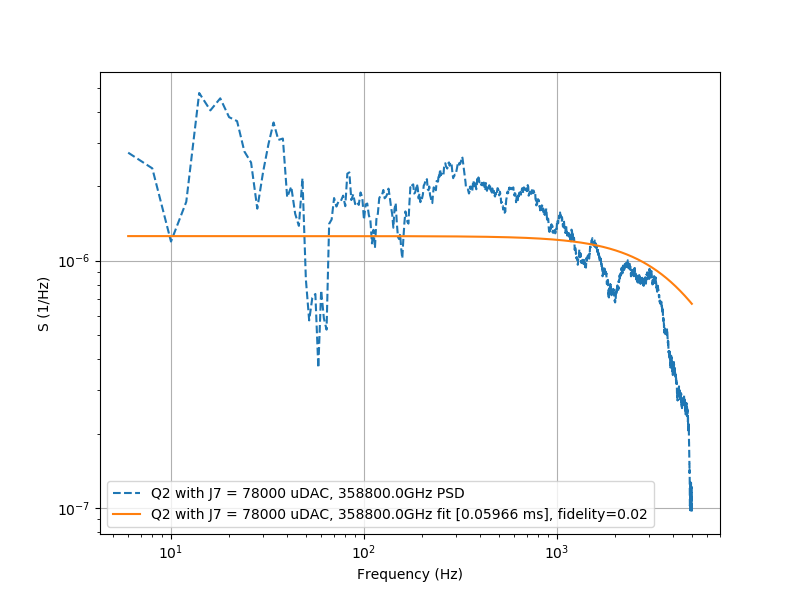 S (1/Hz)
10⁻⁶
10⁻⁷
Q2 with J7 = 78000 uDAC, 358800.0GHz PSD
Q2 with J7 = 78000 uDAC, 358800.0GHz fit [0.05966 ms], fidelity=0.02
10¹
10²
10³
Frequency (Hz)